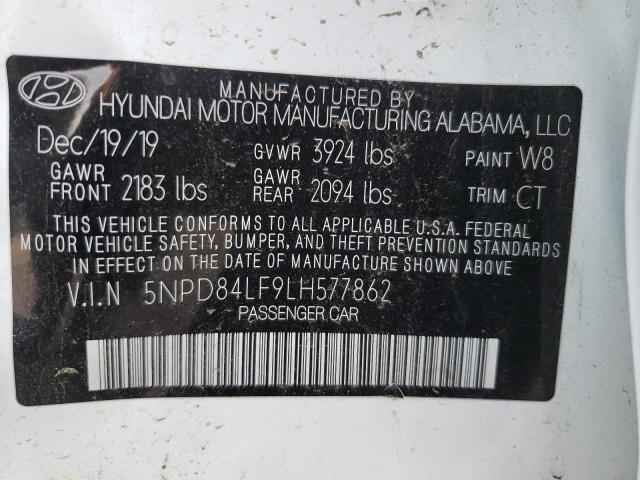 MANUFACTURED BY
HYUNDAI MOTOR MANUFACTURING ALABAMA, LLC
Dec/19/19 GVWR 3924 lbs PAINT W8
GAWR FRONT 2183 lbs GAWR REAR 2094 lbs TRIM CT
THIS VEHICLE CONFORMS TO ALL APPLICABLE U.S.A. FEDERAL
MOTOR VEHICLE SAFETY, BUMPER, AND THEFT PREVENTION STANDARDS
IN EFFECT ON THE DATE OF MANUFACTURE SHOWN ABOVE
V.I.N 5NPD84LF9LH577862
PASSENGER CAR